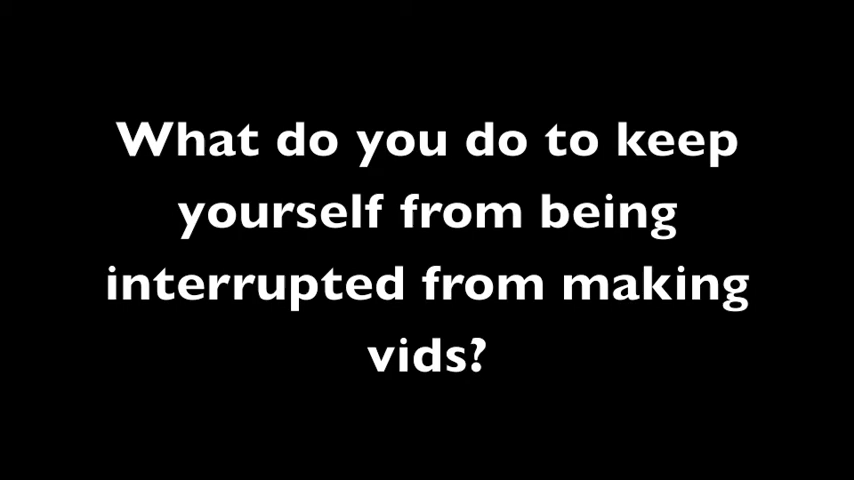 What do you do to keep
yourself from being
interrupted from making
vids?